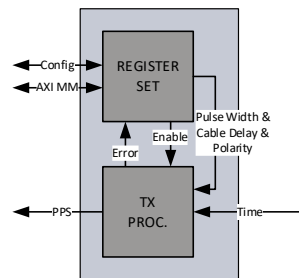 Config
AXI MM
REGISTER
SET
Pulse Width &
Cable Delay &
Polarity
Enable
Error
PPS
TX
PROC.
Time